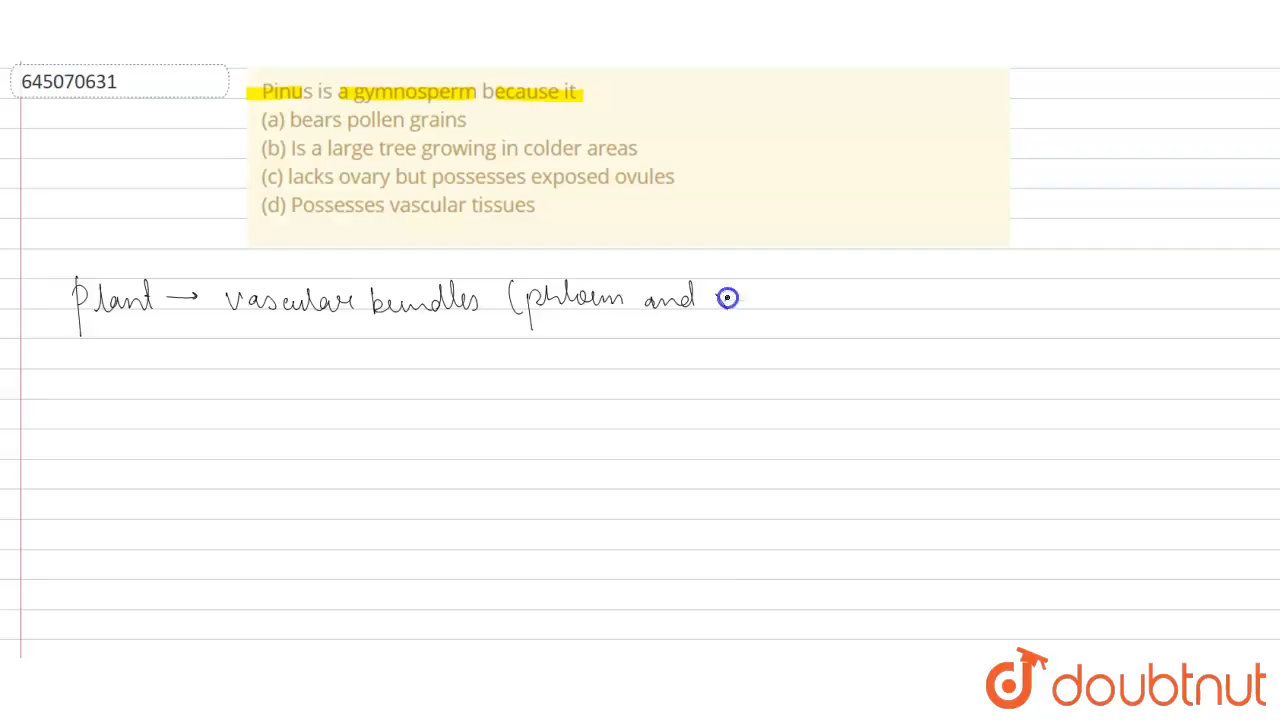 645070631
Pinus is a gymnosperm because it
(a) bears pollen grains
(b) Is a large tree growing in colder areas
(c) lacks ovary but possesses exposed ovules
(d) Possesses vascular tissues
Plant → vascular bundles (phloem and
doubtnut